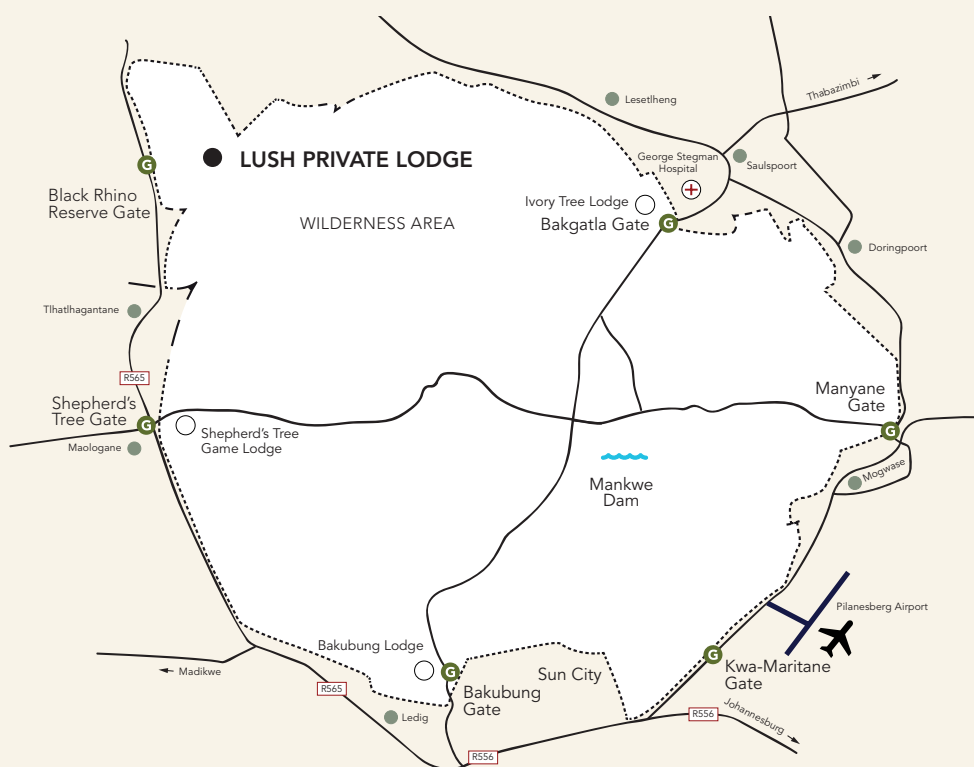 Lesetlheng
Thabazimbi
George Stegman
Hospital
Saulspoort
G
LUSH PRIVATE LODGE
Black Rhino
Reserve Gate
WILDERNESS AREA
Ivory Tree Lodge
Bakgatla Gate
G
Doringpoort
Tlhatlhagantane
R565
Manyane
Gate
Shepherd's
Tree Gate
G
G
Shepherd's Tree
Game Lodge
Maologane
Mogwase
Mankwe
Dam
Pilanesberg Airport
Bakubung Lodge
G
G
Sun City
Kwa-Maritane
Gate
Madikwe
R565
Bakubung
Gate
Ledig
R556
Johannesburg
R556